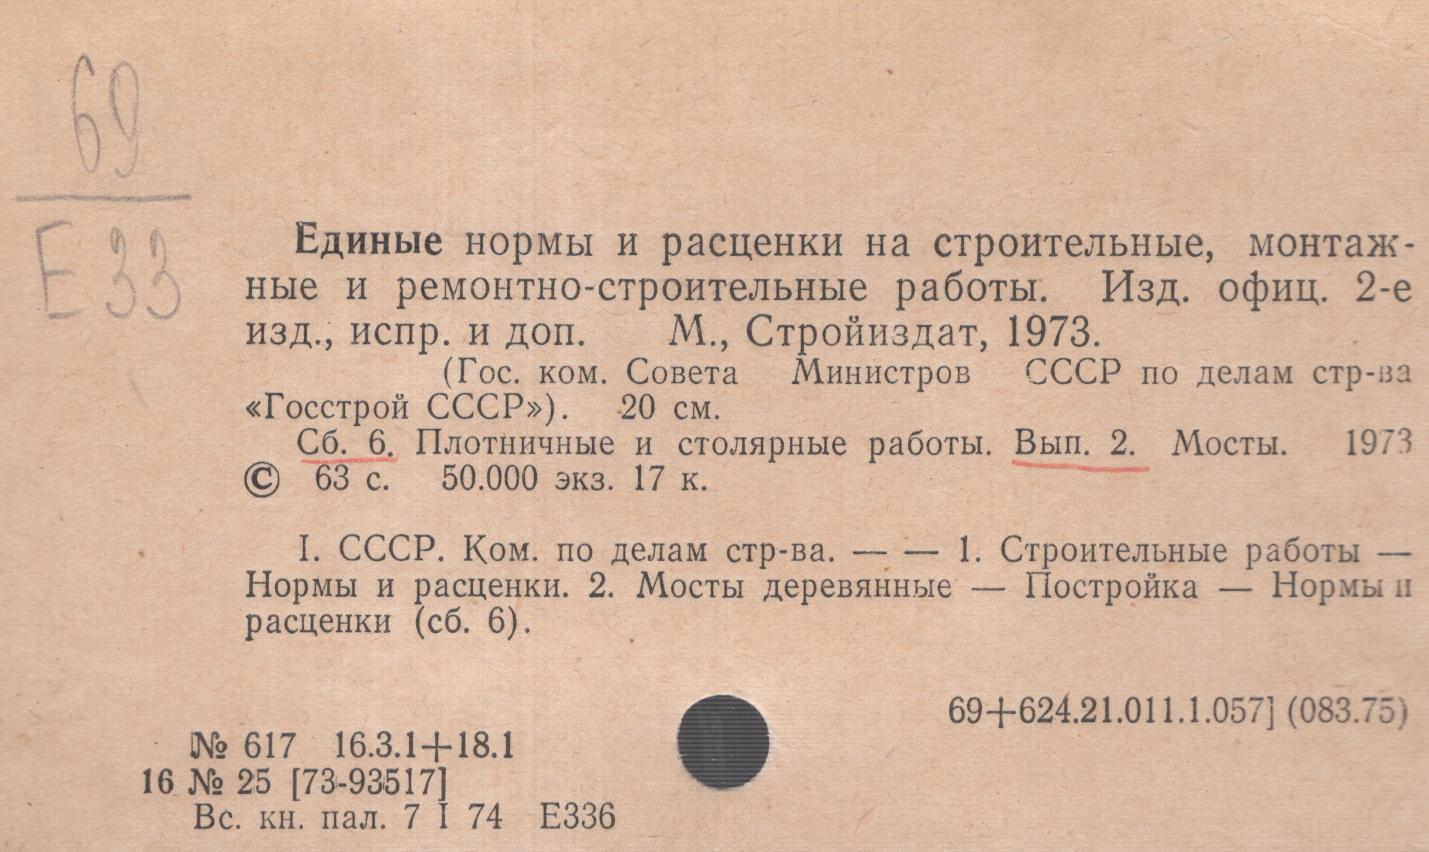 69
Е 33
Единые нормы и расценки на строительные, монтаж-
ные и ремонтно-строительные работы. Изд. офиц. 2-е
изд., испр. и доп. М., Стройиздат, 1973.
(Гос. ком. Совета Министров СССР по делам стр-ва
«Госстрой СССР»). 20 см.
Сб. 6. Плотничные и столярные работы. Вып. 2. Мосты. 1973
© 63 с. 50.000 экз. 17 к.
I. СССР. Ком. по делам стр-ва. — — 1. Строительные работы —
Нормы и расценки. 2. Мосты деревянные — Постройка — Нормы и
расценки (сб. 6).
69+624.21.011.1.057] (083.75)
№ 617 16.3.1+18.1
16 № 25 [73-93517]
Вс. кн. пал. 7 I 74 Е336